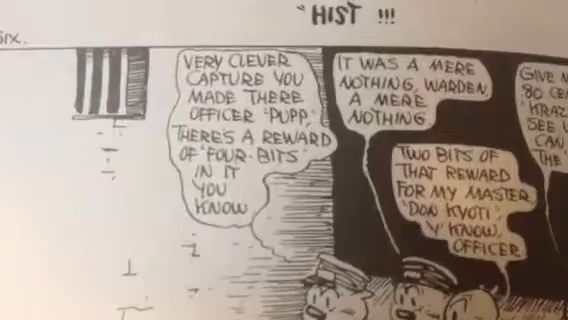 "HIST !!!
SIX.
VERY CLEVER
CAPTURE YOU
MADE THERE
OFFICER "PUPP,"
THERE'S A REWARD
OF "FOUR-BITS"
IN IT
YOU
KNOW
IT WAS A MERE
NOTHING, WARDEN,
A MERE
NOTHING
TWO BITS OF
THAT REWARD
FOR MY MASTER
"DON KYOTI"
Y' KNOW,
OFFICER
GIVE
80
SEE
CAN
THE